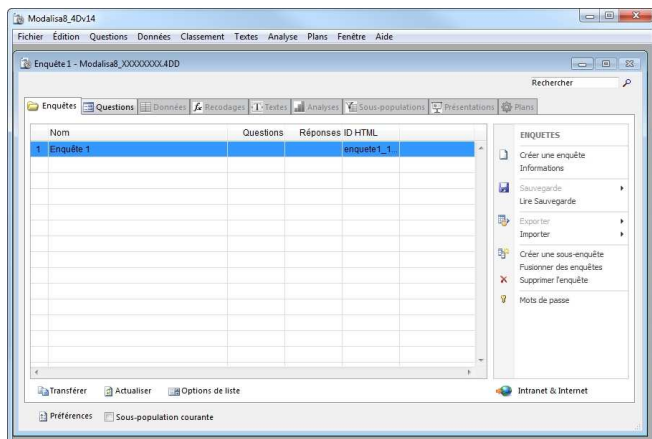 Modalisa8_4Dv14
Fichier Édition Questions Données Classement Textes Analyse Plans Fenêtre Aide
Enquête 1 - Modalisa8_XXXXXXXX.4DD
Rechercher
Enquêtes Questions Données Recodages Textes Analyses Sous-populations Présentations Plans
Nom Questions Réponses ID HTML
1 Enquête 1 enquete1_1...
ENQUETES
Créer une enquête
Informations
Sauvegarde
Lire Sauvegarde
Exporter
Importer
Créer une sous-enquête
Fusionner des enquêtes
Supprimer l'enquête
Mots de passe
Transférer Actualiser Options de liste Intranet & Internet
Préférences Sous-population courante